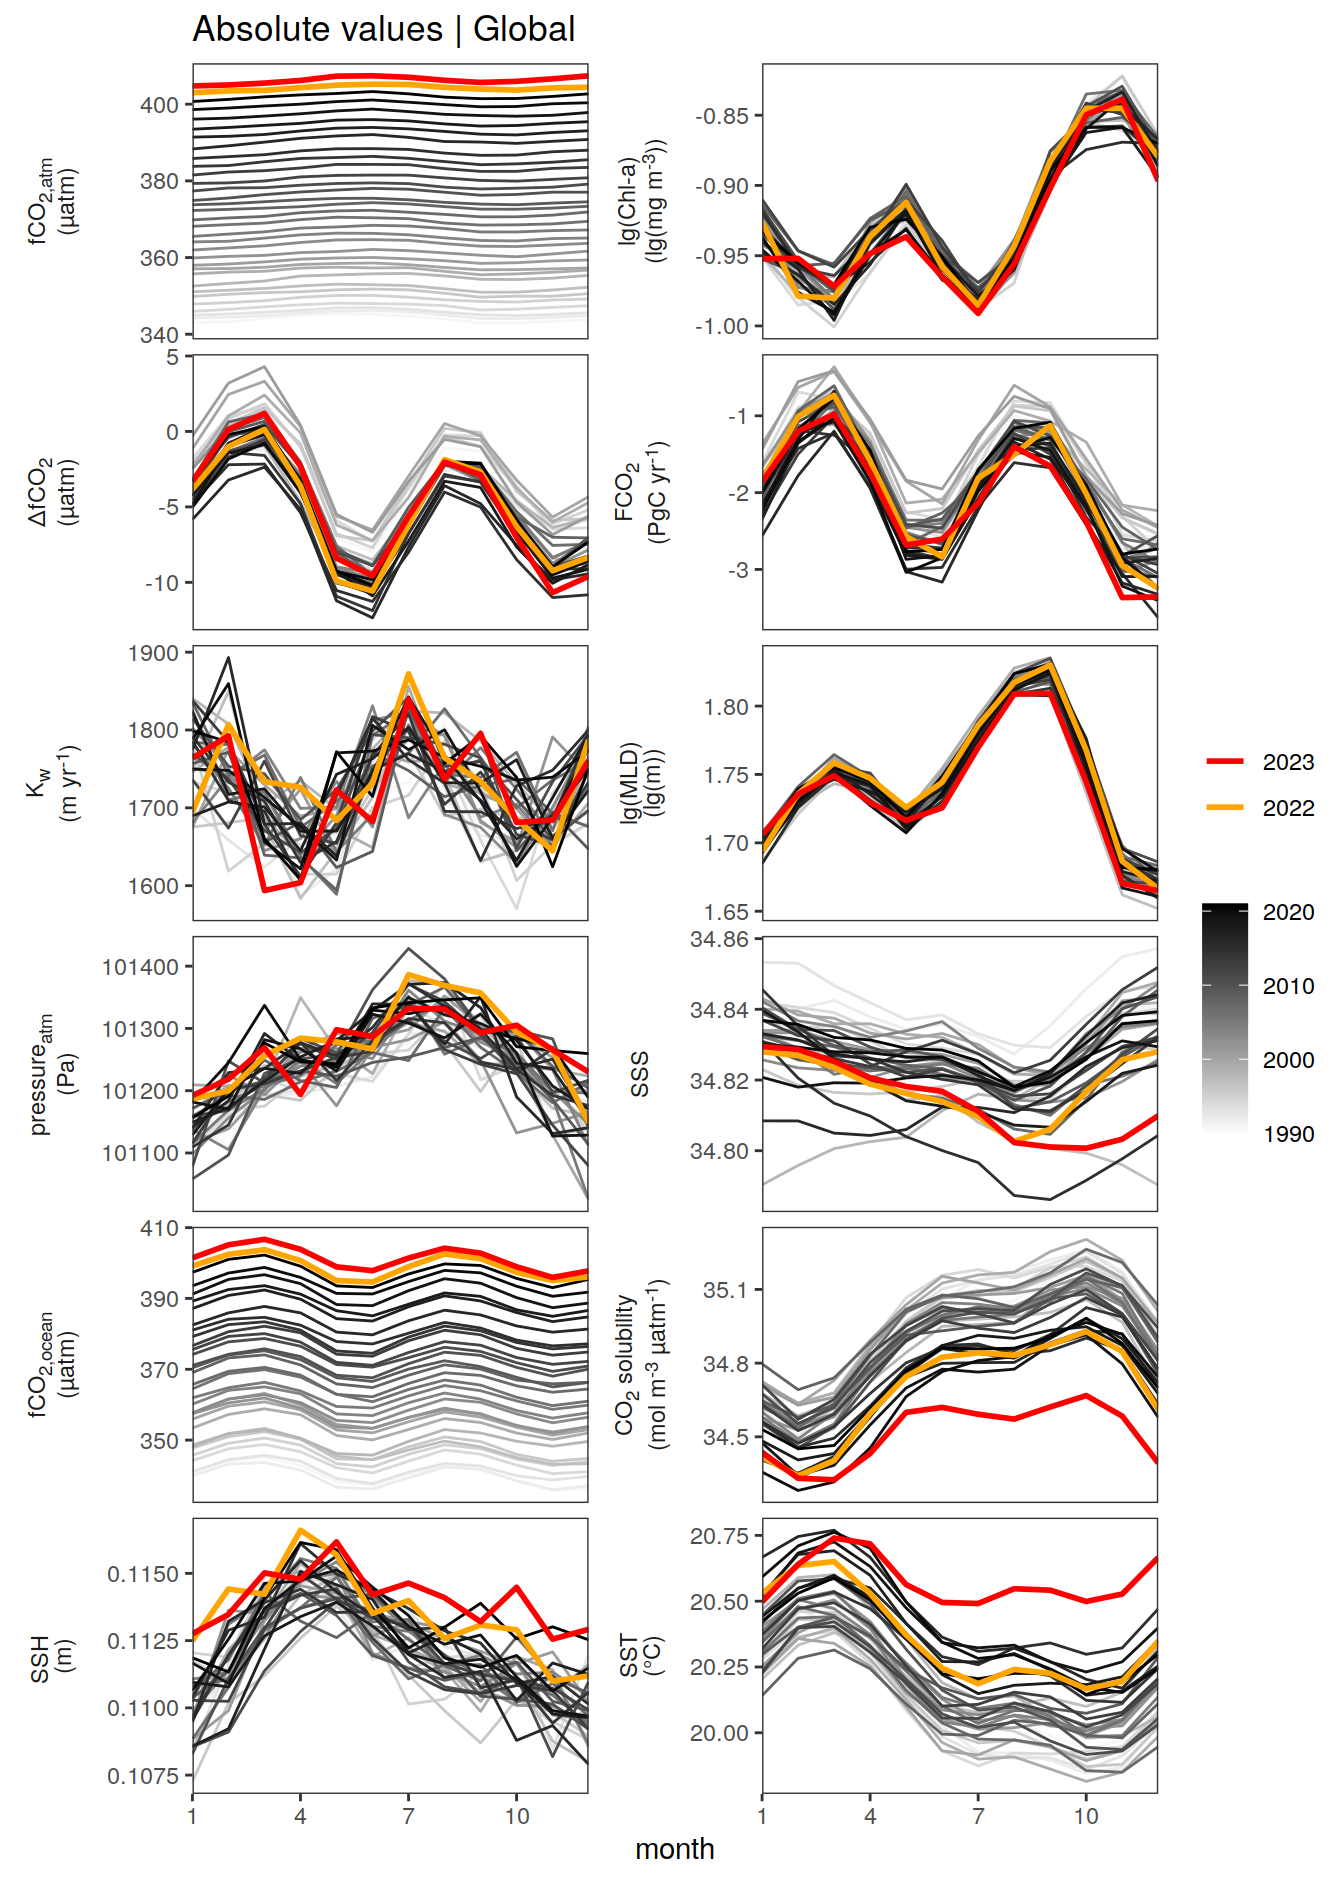 Absolute values | Global
fCO2,atm
(µatm)
400
380
360
340
lg(Chl-a)
(lg(mg m-3))
-0.85
-0.90
-0.95
-1.00
ΔfCO2
(µatm)
5
0
-5
-10
FCO2
(PgC yr-1)
-1
-2
-3
Kw
(m yr-1)
1900
1800
1700
1600
lg(MLD)
(lg(m))
1.80
1.75
1.70
1.65
pressureatm
(Pa)
101400
101300
101200
101100
SSS
34.86
34.84
34.82
34.80
fCO2,ocean
(µatm)
410
390
370
350
CO2 solubility
(mol m-3 µatm-1)
35.1
34.8
34.5
SSH
(m)
0.1150
0.1125
0.1100
0.1075
SST
(°C)
20.75
20.50
20.25
20.00
1 4 7 10
1 4 7 10
month
2023
2022
2020
2010
2000
1990